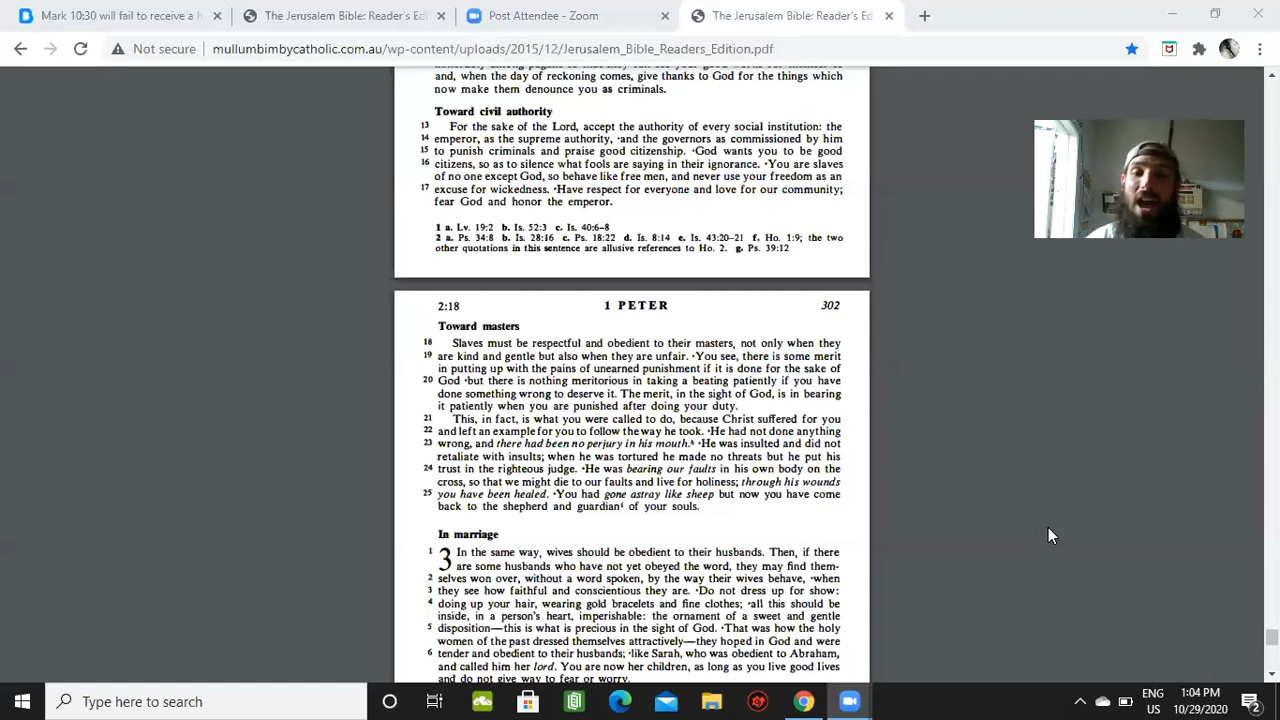 Mark 10:30 will fail to receive a h
The Jerusalem Bible: Reader's Ed
Post Attendee - Zoom
The Jerusalem Bible: Reader's Ed
Not secure
mullumbimbycatholic.com.au/wp-content/uploads/2015/12/Jerusalem_Bible_Readers_Edition.pdf
and, when the day of reckoning comes, give thanks to God for the things which
now make them denounce you as criminals.
Toward civil authority
13 For the sake of the Lord, accept the authority of every social institution: the
14 emperor, as the supreme authority, ·and the governors as commissioned by him
15 to punish criminals and praise good citizenship. ·God wants you to be good
16 citizens, so as to silence what fools are saying in their ignorance. ·You are slaves
of no one except God, so behave like free men, and never use your freedom as an
17 excuse for wickedness. ·Have respect for everyone and love for our community;
fear God and honor the emperor.
1 a. Lv. 19:2 b. Is. 52:3 c. Is. 40:6-8
2 a. Ps. 34:8 b. Is. 28:16 c. Ps. 18:22 d. Is. 8:14 e. Is. 43:20-21 f. Ho. 1:9; the two
other quotations in this sentence are allusive references to Ho. 2. g. Ps. 39:12
2:18 1 PETER 302
Toward masters
18 Slaves must be respectful and obedient to their masters, not only when they
19 are kind and gentle but also when they are unfair. ·You see, there is some merit
in putting up with the pains of unearned punishment if it is done for the sake of
20 God ·but there is nothing meritorious in taking a beating patiently if you have
done something wrong to deserve it. The merit, in the sight of God, is in bearing
it patiently when you are punished after doing your duty.
21 This, in fact, is what you were called to do, because Christ suffered for you
22 and left an example for you to follow the way he took. ·He had not done anything
23 wrong, and there had been no perjury in his mouth.h ·He was insulted and did not
retaliate with insults; when he was tortured he made no threats but he put his
24 trust in the righteous judge. ·He was bearing our faults in his own body on the
cross, so that we might die to our faults and live for holiness; through his wounds
25 you have been healed. ·You had gone astray like sheep but now you have come
back to the shepherd and guardiani of your souls.
In marriage
1 3 In the same way, wives should be obedient to their husbands. Then, if there
are some husbands who have not yet obeyed the word, they may find them-
2 selves won over, without a word spoken, by the way their wives behave, ·when
3 they see how faithful and conscientious they are. ·Do not dress up for show:
4 doing up your hair, wearing gold bracelets and fine clothes; ·all this should be
inside, in a person's heart, imperishable: the ornament of a sweet and gentle
5 disposition—this is what is precious in the sight of God. ·That was how the holy
women of the past dressed themselves attractively—they hoped in God and were
6 tender and obedient to their husbands; ·like Sarah, who was obedient to Abraham,
and called him her lord. You are now her children, as long as you live good lives
and do not give way to fear or worry.
Type here to search
ENG
US
1:04 PM
10/29/2020
2